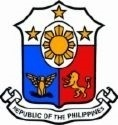 REPUBLIC OF THE PHILIPPINES